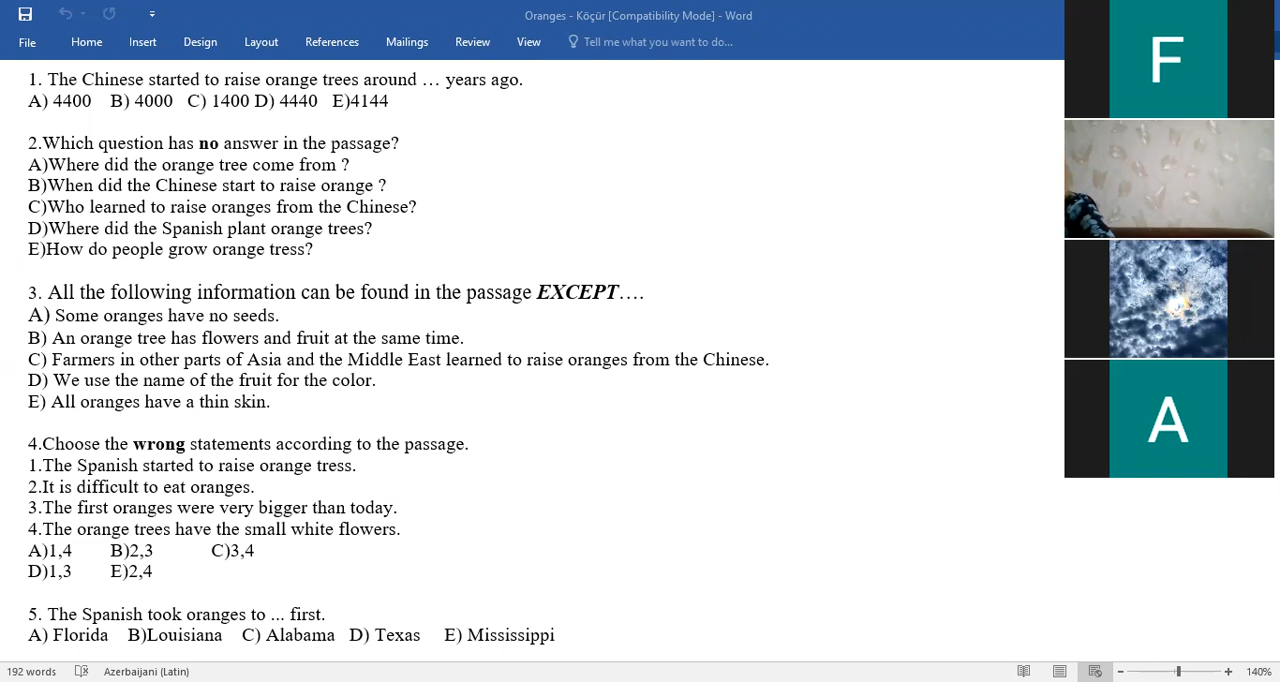 Oranges - Köçür [Compatibility Mode] - Word
File Home Insert Design Layout References Mailings Review View Tell me what you want to do...
1. The Chinese started to raise orange trees around … years ago.
A) 4400 B) 4000 C) 1400 D) 4440 E)4144
2.Which question has no answer in the passage?
A)Where did the orange tree come from ?
B)When did the Chinese start to raise orange ?
C)Who learned to raise oranges from the Chinese?
D)Where did the Spanish plant orange trees?
E)How do people grow orange tress?
3. All the following information can be found in the passage EXCEPT….
A) Some oranges have no seeds.
B) An orange tree has flowers and fruit at the same time.
C) Farmers in other parts of Asia and the Middle East learned to raise oranges from the Chinese.
D) We use the name of the fruit for the color.
E) All oranges have a thin skin.
4.Choose the wrong statements according to the passage.
1.The Spanish started to raise orange tress.
2.It is difficult to eat oranges.
3.The first oranges were very bigger than today.
4.The orange trees have the small white flowers.
A)1,4 B)2,3 C)3,4
D)1,3 E)2,4
5. The Spanish took oranges to ... first.
A) Florida B)Louisiana C) Alabama D) Texas E) Mississippi
192 words Azerbaijani (Latin) 140%
F
A